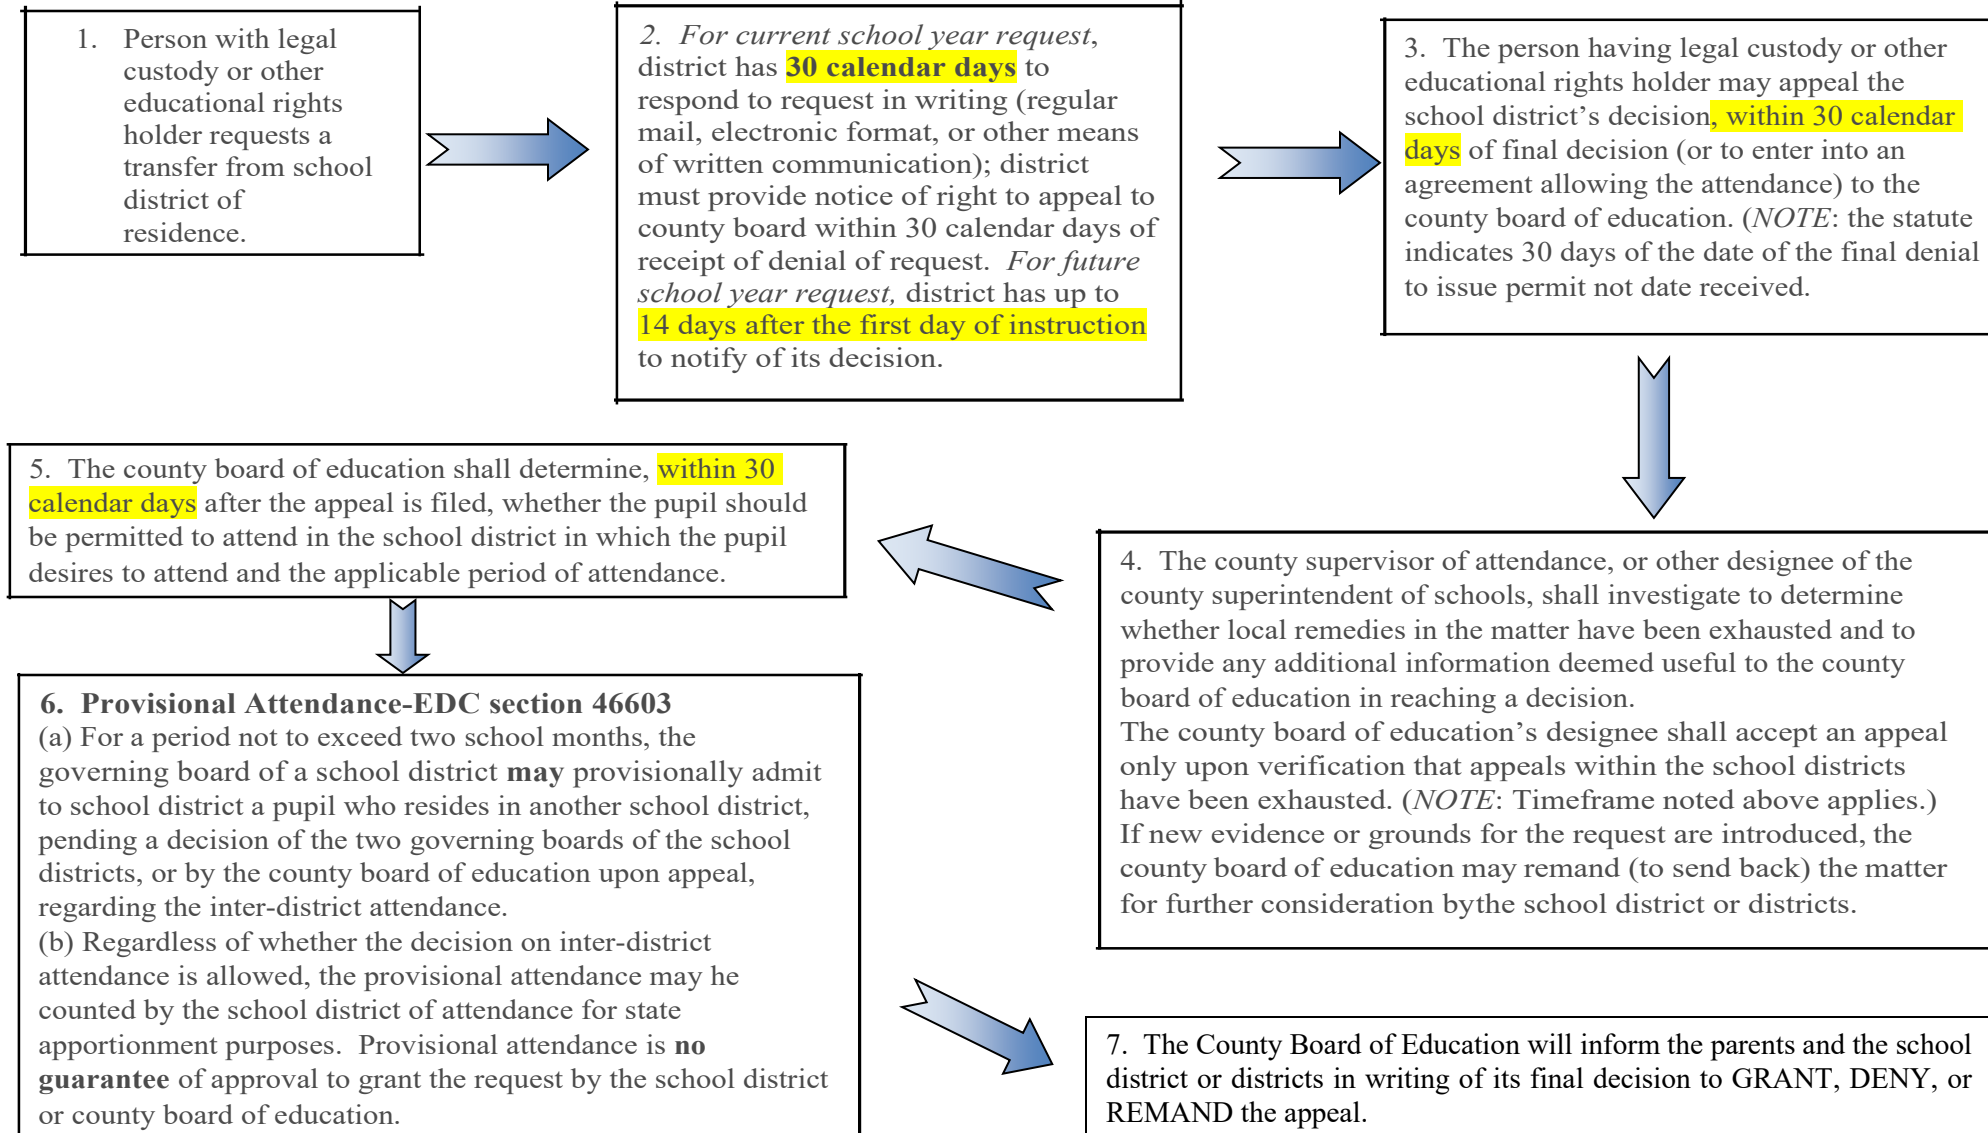 1. Person with legal
custody or other
educational rights
holder requests a
transfer from school
district of
residence.
2. For current school year request,
district has 30 calendar days to
respond to request in writing (regular
mail, electronic format, or other means
of written communication); district
must provide notice of right to appeal to
county board within 30 calendar days of
receipt of denial of request. For future
school year request, district has up to
14 days after the first day of instruction
to notify of its decision.
3. The person having legal custody or other
educational rights holder may appeal the
school district’s decision, within 30 calendar
days of final decision (or to enter into an
agreement allowing the attendance) to the
county board of education. (NOTE: the statute
indicates 30 days of the date of the final denial
to issue permit not date received.
4. The county supervisor of attendance, or other designee of the
county superintendent of schools, shall investigate to determine
whether local remedies in the matter have been exhausted and to
provide any additional information deemed useful to the county
board of education in reaching a decision.
The county board of education’s designee shall accept an appeal
only upon verification that appeals within the school districts
have been exhausted. (NOTE: Timeframe noted above applies.)
If new evidence or grounds for the request are introduced, the
county board of education may remand (to send back) the matter
for further consideration bythe school district or districts.
5. The county board of education shall determine, within 30
calendar days after the appeal is filed, whether the pupil should
be permitted to attend in the school district in which the pupil
desires to attend and the applicable period of attendance.
6. Provisional Attendance-EDC section 46603
(a) For a period not to exceed two school months, the
governing board of a school district may provisionally admit
to school district a pupil who resides in another school district,
pending a decision of the two governing boards of the school
districts, or by the county board of education upon appeal,
regarding the inter-district attendance.
(b) Regardless of whether the decision on inter-district
attendance is allowed, the provisional attendance may he
counted by the school district of attendance for state
apportionment purposes. Provisional attendance is no
guarantee of approval to grant the request by the school district
or county board of education.
7. The County Board of Education will inform the parents and the school
district or districts in writing of its final decision to GRANT, DENY, or
REMAND the appeal.